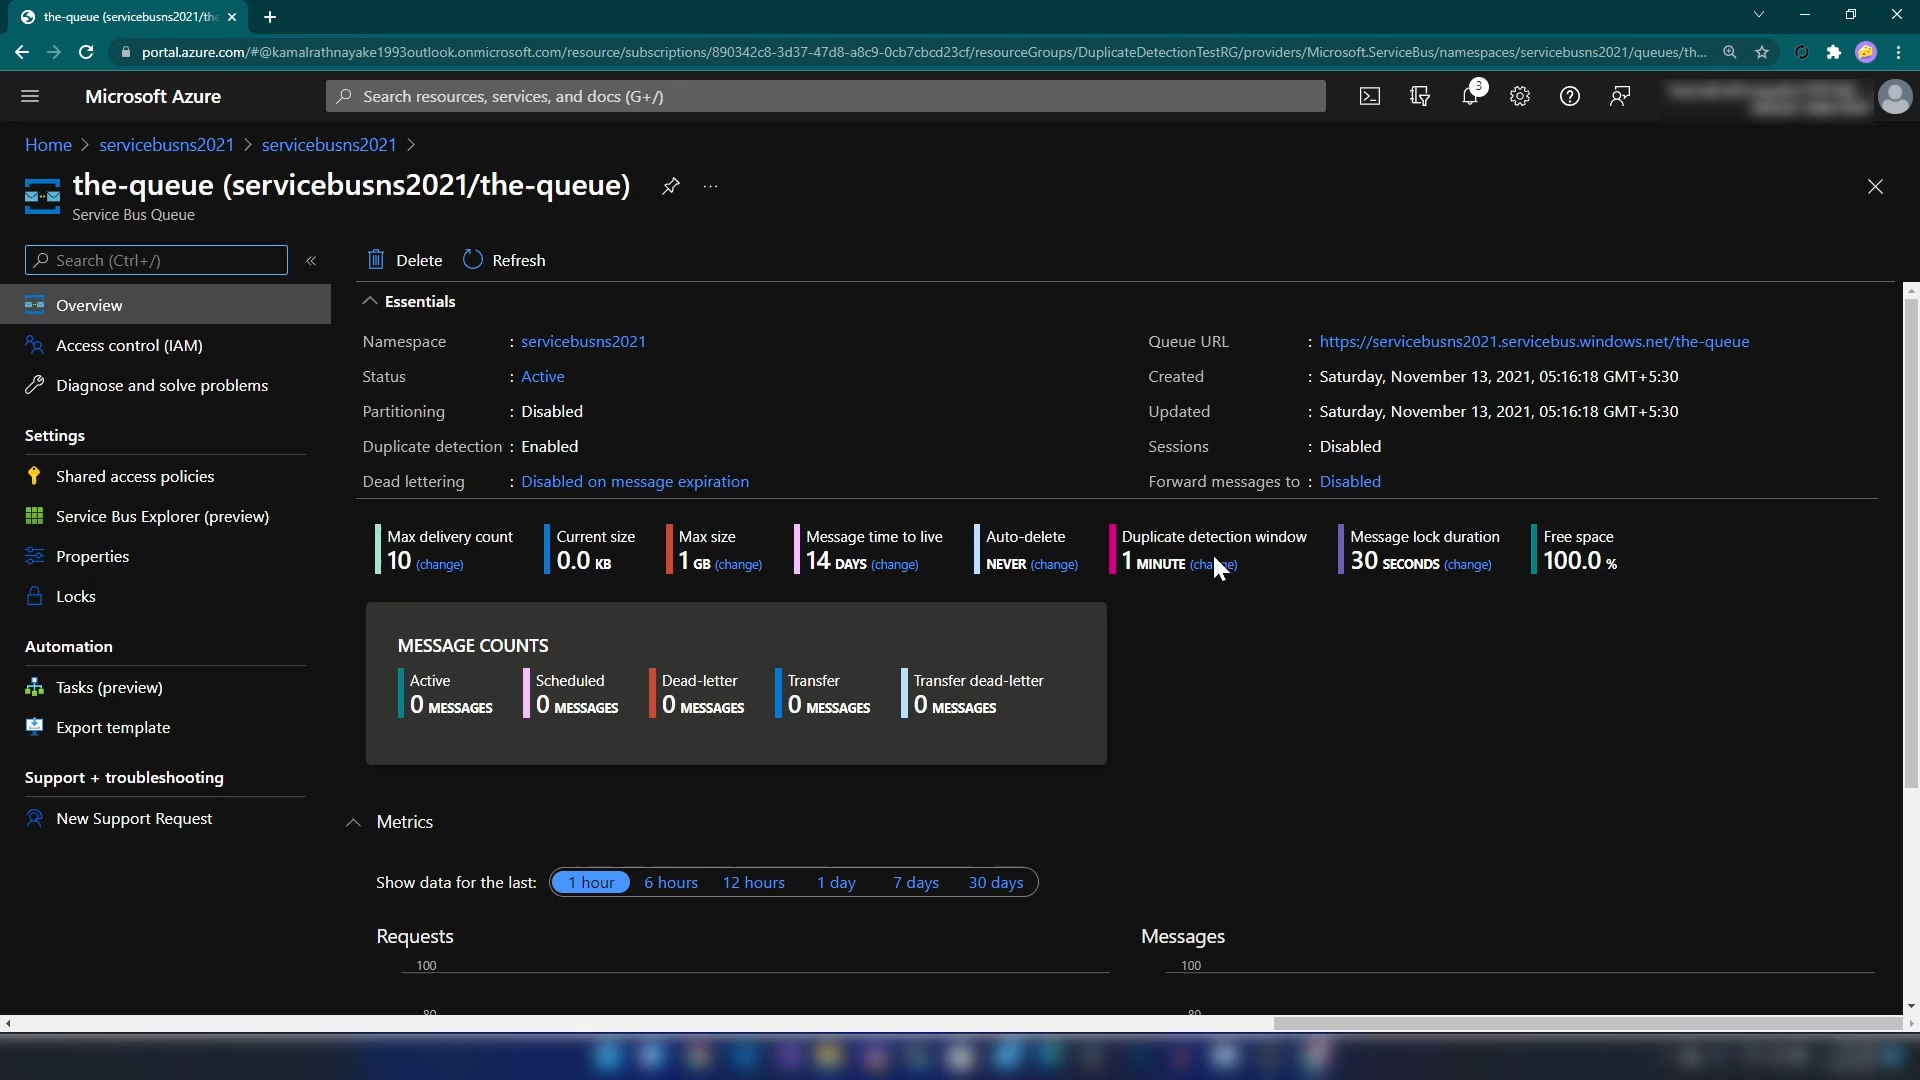 the-queue (servicebusns2021/the
portal.azure.com/#@kamalrathnayake1993outlook.onmicrosoft.com/resource/subscriptions/890342c8-3d37-47d8-a8c9-0cb7cbcd23cf/resourceGroups/DuplicateDetectionTestRG/providers/Microsoft.ServiceBus/namespaces/servicebusns2021/queues/th...
Microsoft Azure
Search resources, services, and docs (G+/)
3
Home > servicebusns2021 > servicebusns2021 >
the-queue (servicebusns2021/the-queue)
...
Service Bus Queue
Search (Ctrl+/)
«
Delete
Refresh
Overview
Access control (IAM)
Diagnose and solve problems
Settings
Shared access policies
Service Bus Explorer (preview)
Properties
Locks
Automation
Tasks (preview)
Export template
Support + troubleshooting
New Support Request
Essentials
Namespace : servicebusns2021
Status : Active
Partitioning : Disabled
Duplicate detection : Enabled
Dead lettering : Disabled on message expiration
Queue URL : https://servicebusns2021.servicebus.windows.net/the-queue
Created : Saturday, November 13, 2021, 05:16:18 GMT+5:30
Updated : Saturday, November 13, 2021, 05:16:18 GMT+5:30
Sessions : Disabled
Forward messages to : Disabled
Max delivery count
10 (change)
Current size
0.0 KB
Max size
1 GB (change)
Message time to live
14 DAYS (change)
Auto-delete
NEVER (change)
Duplicate detection window
1 MINUTE (change)
Message lock duration
30 SECONDS (change)
Free space
100.0 %
MESSAGE COUNTS
Active
0 MESSAGES
Scheduled
0 MESSAGES
Dead-letter
0 MESSAGES
Transfer
0 MESSAGES
Transfer dead-letter
0 MESSAGES
Metrics
Show data for the last: 1 hour 6 hours 12 hours 1 day 7 days 30 days
Requests
100
80
Messages
100
80